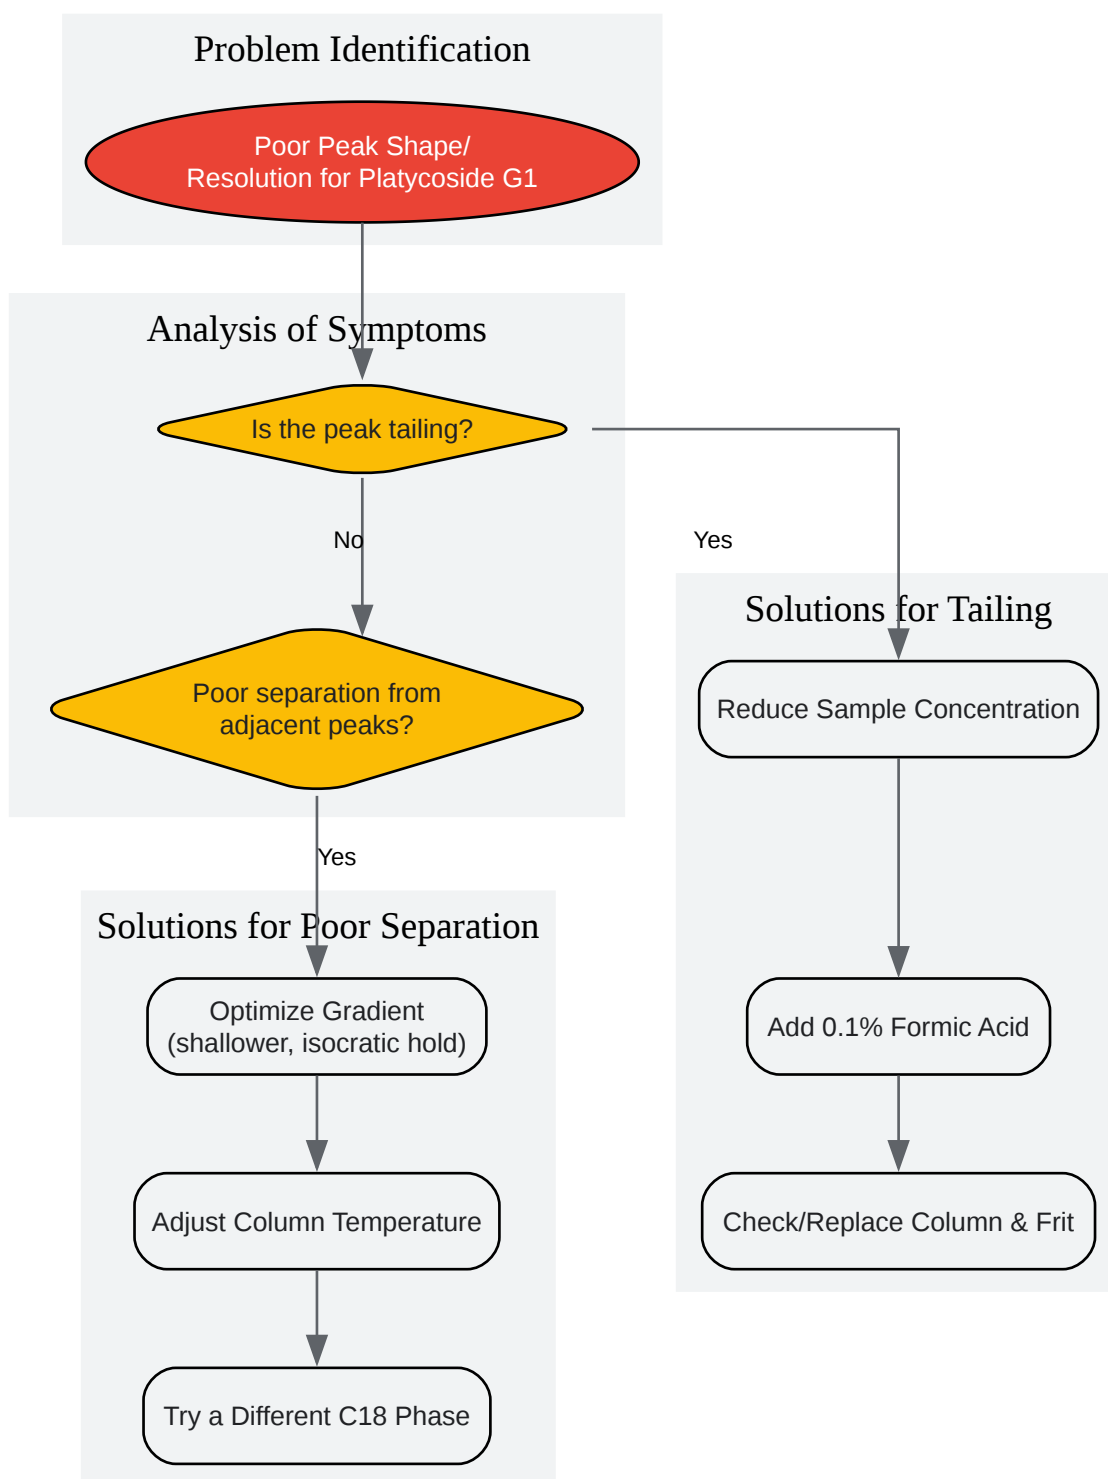 Problem Identification
Poor Peak Shape/
Resolution for Platycoside G1
Analysis of Symptoms
Is the peak tailing?
No
Yes
Poor separation from
adjacent peaks?
Yes
Solutions for Tailing
Reduce Sample Concentration
Add 0.1% Formic Acid
Check/Replace Column & Frit
Solutions for Poor Separation
Optimize Gradient
(shallower, isocratic hold)
Adjust Column Temperature
Try a Different C18 Phase